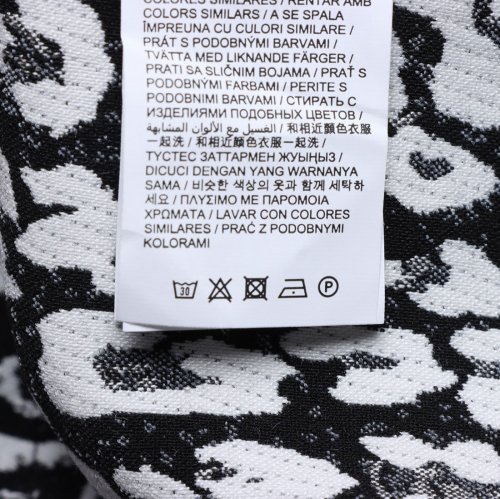 COLORES SIMILARES / RENTAR AMB
COLORS SIMILARS / A SE SPALA
ÎMPREUNA CU CULORI SIMILARE
/ PRÁT S PODOBNÝMI BARVAMI /
TVÄTTA MED LIKNANDE FÄRGER/
PRATI SA SLIČNIM BOJAMA / PRAŤ S
PODOBNÝMI FARBAMI / PERITE S
PODOBNIMI BARVAMI / СТИРАТЬ С
ИЗДЕЛИЯМИ ПОДОБНЫХ ЦВЕТОВ /
الغسيل مع الألوان المشابهة / 和相近顏色衣服
一起洗 / 和相近颜色衣服一起洗 /
ТҮСТЕС ЗАТТАРМЕН ЖУЫҢЫЗ /
DICUCI DENGAN YANG WARNANYA
SAMA / 비슷한 색상의 옷과 함께 세탁하
세요 / ΠΛΥΣΙΜΟ ΜΕ ΠΑΡΟΜΟΙΑ
ΧΡΩΜΑΤΑ / LAVAR CON COLORES
SIMILARES / PRAĆ Z PODOBNYMI
KOLORAMI
30 P